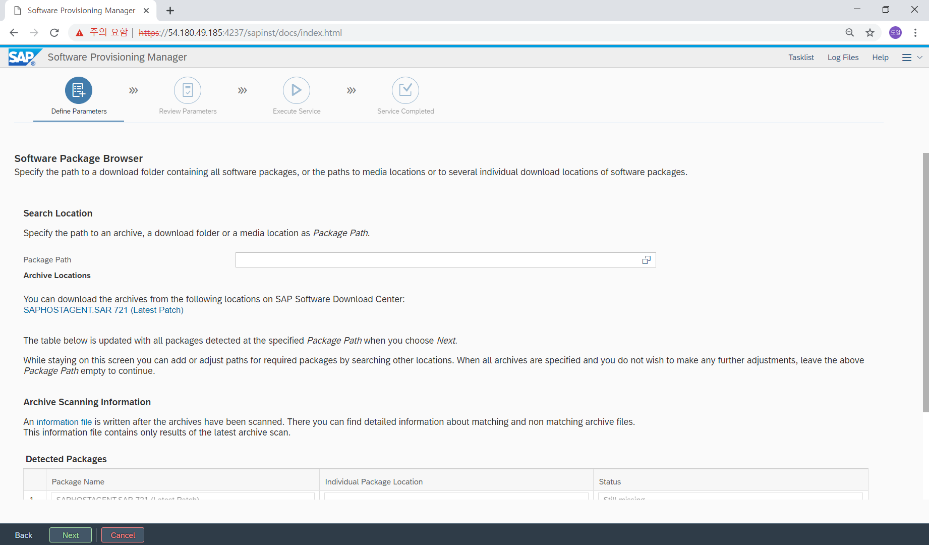 Software Provisioning Manager
주의 요함 | https://54.180.49.185:4237/sapinst/docs/index.html
SAP Software Provisioning Manager
Tasklist Log Files Help
Define Parameters Review Parameters Execute Service Service Completed
Software Package Browser
Specify the path to a download folder containing all software packages, or the paths to media locations or to several individual download locations of software packages.
Search Location
Specify the path to an archive, a download folder or a media location as Package Path.
Package Path
Archive Locations
You can download the archives from the following locations on SAP Software Download Center:
SAPHOSTAGENT.SAR 721 (Latest Patch)
The table below is updated with all packages detected at the specified Package Path when you choose Next.
While staying on this screen you can add or adjust paths for required packages by searching other locations. When all archives are specified and you do not wish to make any further adjustments, leave the above
Package Path empty to continue.
Archive Scanning Information
An information file is written after the archives have been scanned. There you can find detailed information about matching and non matching archive files.
This information file contains only results of the latest archive scan.
Detected Packages
Package Name Individual Package Location Status
1 SAPHOSTAGENT.SAR 721 (Latest Patch) Still missing
Back Next Cancel